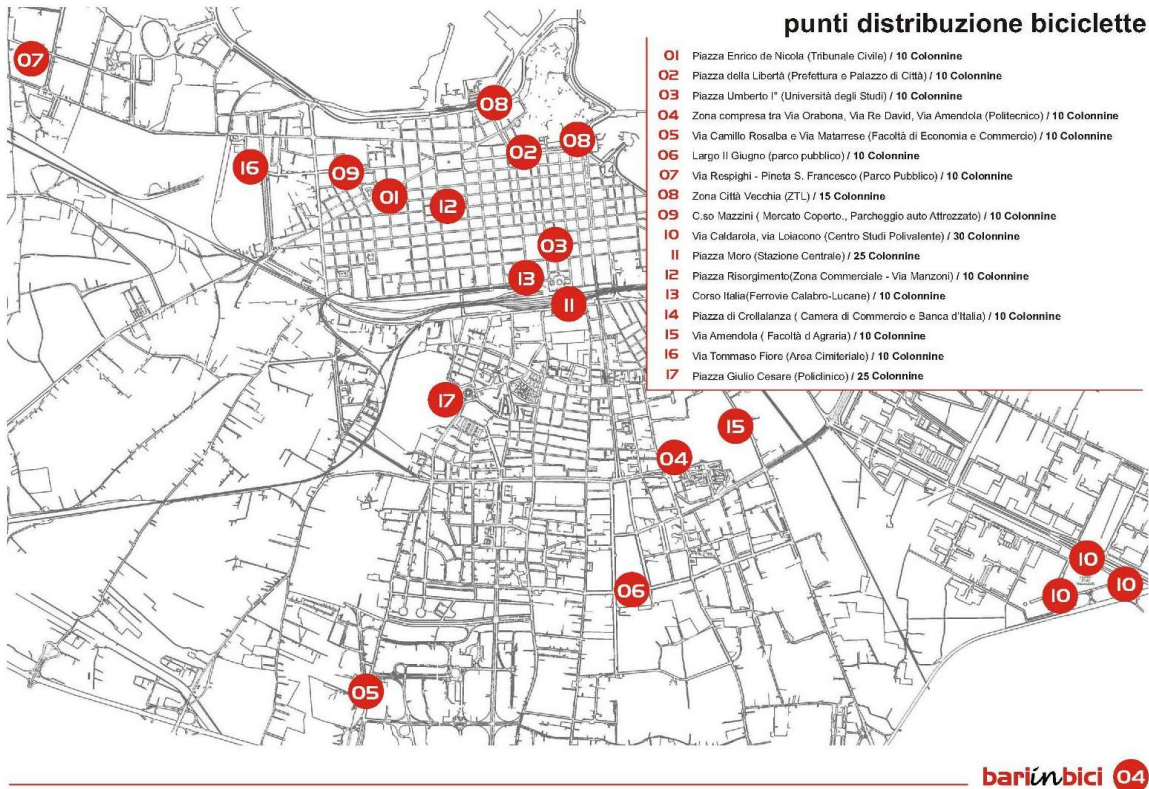 punti distribuzione biciclette
01 Piazza Enrico de Nicola (Tribunale Civile) / 10 Colonnine
02 Piazza della Libertà (Prefettura e Palazzo di Città) / 10 Colonnine
03 Piazza Umberto I° (Università degli Studi) / 10 Colonnine
04 Zona compresa tra Via Orabona, Via Re David, Via Amendola (Politecnico) / 10 Colonnine
05 Via Camillo Rosalba e Via Matarrese (Facoltà di Economia e Commercio) / 10 Colonnine
06 Largo II Giugno (parco pubblico) / 10 Colonnine
07 Via Respighi - Pineta S. Francesco (Parco Pubblico) / 10 Colonnine
08 Zona Città Vecchia (ZTL) / 15 Colonnine
09 C.so Mazzini ( Mercato Coperto., Parcheggio auto Attrezzato) / 10 Colonnine
10 Via Caldarola, via Loiacono (Centro Studi Polivalente) / 30 Colonnine
11 Piazza Moro (Stazione Centrale) / 25 Colonnine
12 Piazza Risorgimento(Zona Commerciale - Via Manzoni) / 10 Colonnine
13 Corso Italia(Ferrovie Calabro-Lucane) / 10 Colonnine
14 Piazza di Crollalanza ( Camera di Commercio e Banca d'Italia) / 10 Colonnine
15 Via Amendola ( Facoltà d Agraria) / 10 Colonnine
16 Via Tommaso Fiore (Area Cimiteriale) / 10 Colonnine
17 Piazza Giulio Cesare (Policlinico) / 25 Colonnine
07
08
02
08
16
09
14
01
12
03
13
11
17
15
04
10
06
10
10
05
bariinbici 04